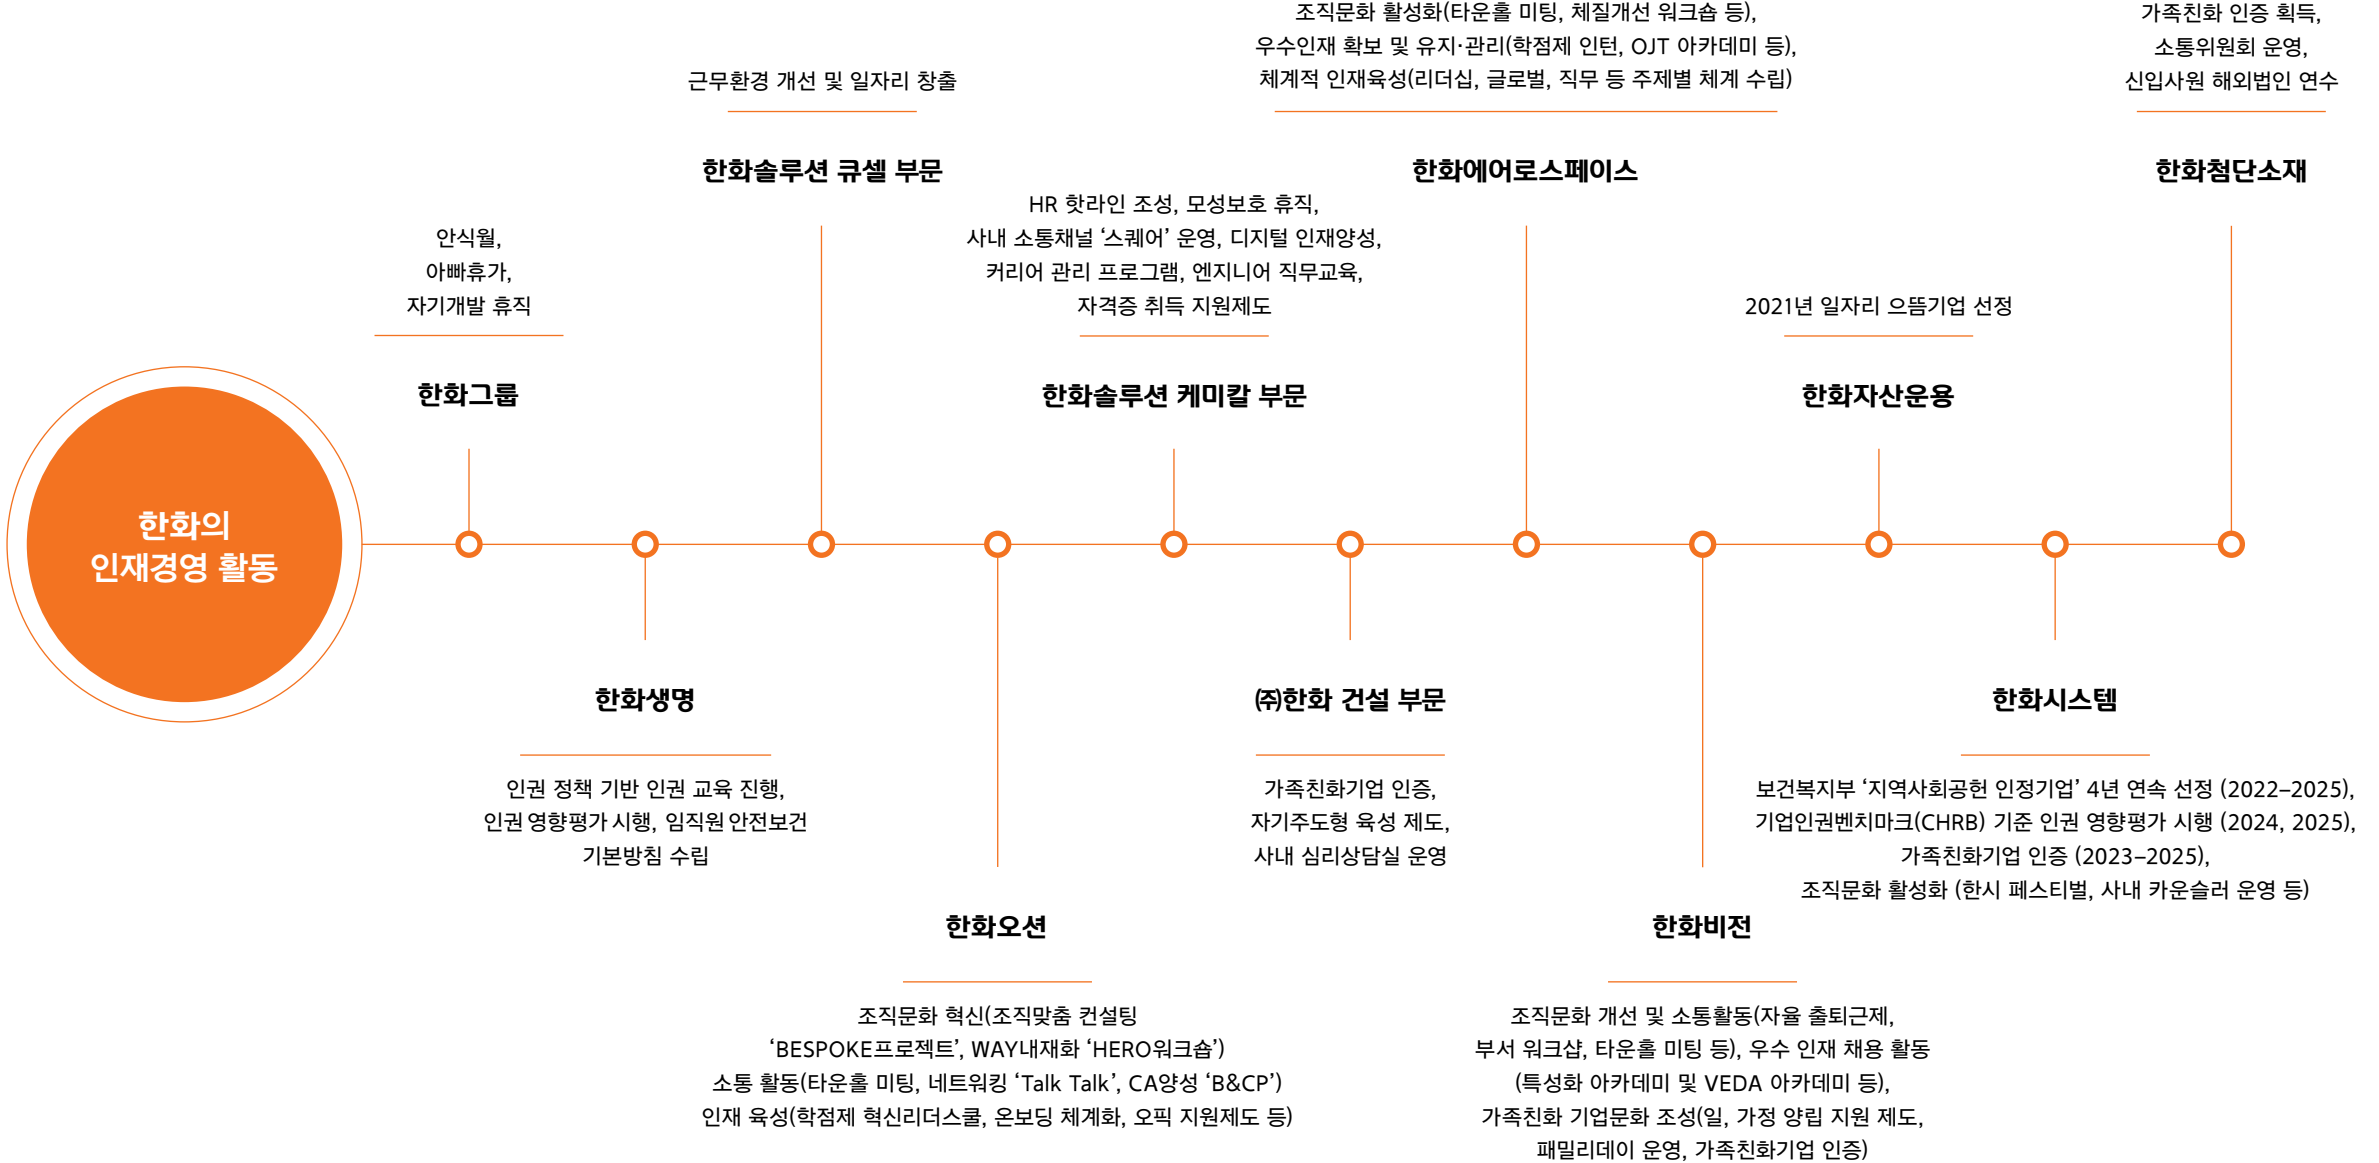 한화의
인재경영 활동
안식월,
아빠휴가,
자기개발 휴직
한화그룹
한화생명
인권 정책 기반 인권 교육 진행,
인권 영향평가 시행, 임직원 안전보건
기본방침 수립
근무환경 개선 및 일자리 창출
한화솔루션 큐셀 부문
한화오션
조직문화 혁신(조직맞춤 컨설팅
‘BESPOKE프로젝트’, WAY내재화 ‘HERO워크숍’)
소통 활동(타운홀 미팅, 네트워킹 ‘Talk Talk’, CA양성 ‘B&CP’)
인재 육성(학점제 혁신리더스쿨, 온보딩 체계화, 오픽 지원제도 등)
HR 핫라인 조성, 모성보호 휴직,
사내 소통채널 ‘스퀘어’ 운영, 디지털 인재양성,
커리어 관리 프로그램, 엔지니어 직무교육,
자격증 취득 지원제도
한화솔루션 케미칼 부문
㈜한화 건설 부문
가족친화기업 인증,
자기주도형 육성 제도,
사내 심리상담실 운영
조직문화 활성화(타운홀 미팅, 체질개선 워크숍 등),
우수인재 확보 및 유지·관리(학점제 인턴, OJT 아카데미 등),
체계적 인재육성(리더십, 글로벌, 직무 등 주제별 체계 수립)
한화에어로스페이스
한화비전
조직문화 개선 및 소통활동(자율 출퇴근제,
부서 워크샵, 타운홀 미팅 등), 우수 인재 채용 활동
(특성화 아카데미 및 VEDA 아카데미 등),
가족친화 기업문화 조성(일, 가정 양립 지원 제도,
패밀리데이 운영, 가족친화기업 인증)
2021년 일자리 으뜸기업 선정
한화자산운용
한화시스템
보건복지부 ‘지역사회공헌 인정기업’ 4년 연속 선정 (2022–2025),
기업인권벤치마크(CHRB) 기준 인권 영향평가 시행 (2024, 2025),
가족친화기업 인증 (2023–2025),
조직문화 활성화 (한시 페스티벌, 사내 카운슬러 운영 등)
가족친화 인증 획득,
소통위원회 운영,
신입사원 해외법인 연수
한화첨단소재